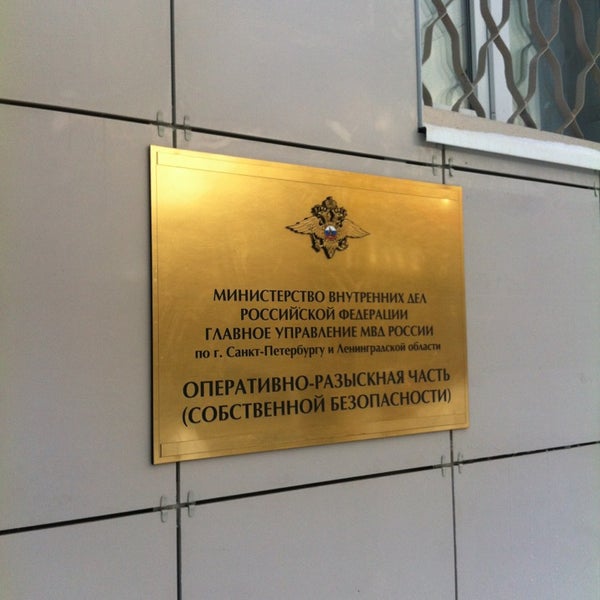 МИНИСТЕРСТВО ВНУТРЕННИХ ДЕЛ
РОССИЙСКОЙ ФЕДЕРАЦИИ
ГЛАВНОЕ УПРАВЛЕНИЕ МВД РОССИИ
по г. Санкт-Петербургу и Ленинградской области
ОПЕРАТИВНО-РАЗЫСКНАЯ ЧАСТЬ
(СОБСТВЕННОЙ БЕЗОПАСНОСТИ)